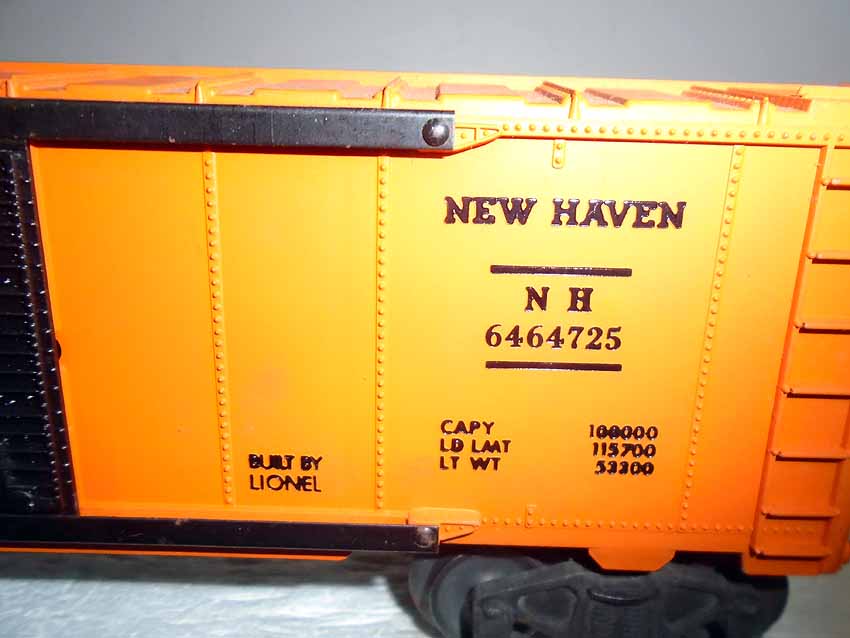 NEW HAVEN
N H
6464725
CAPY 100000
LD LMT 115700
LT WT 53300
BUILT BY
LIONEL